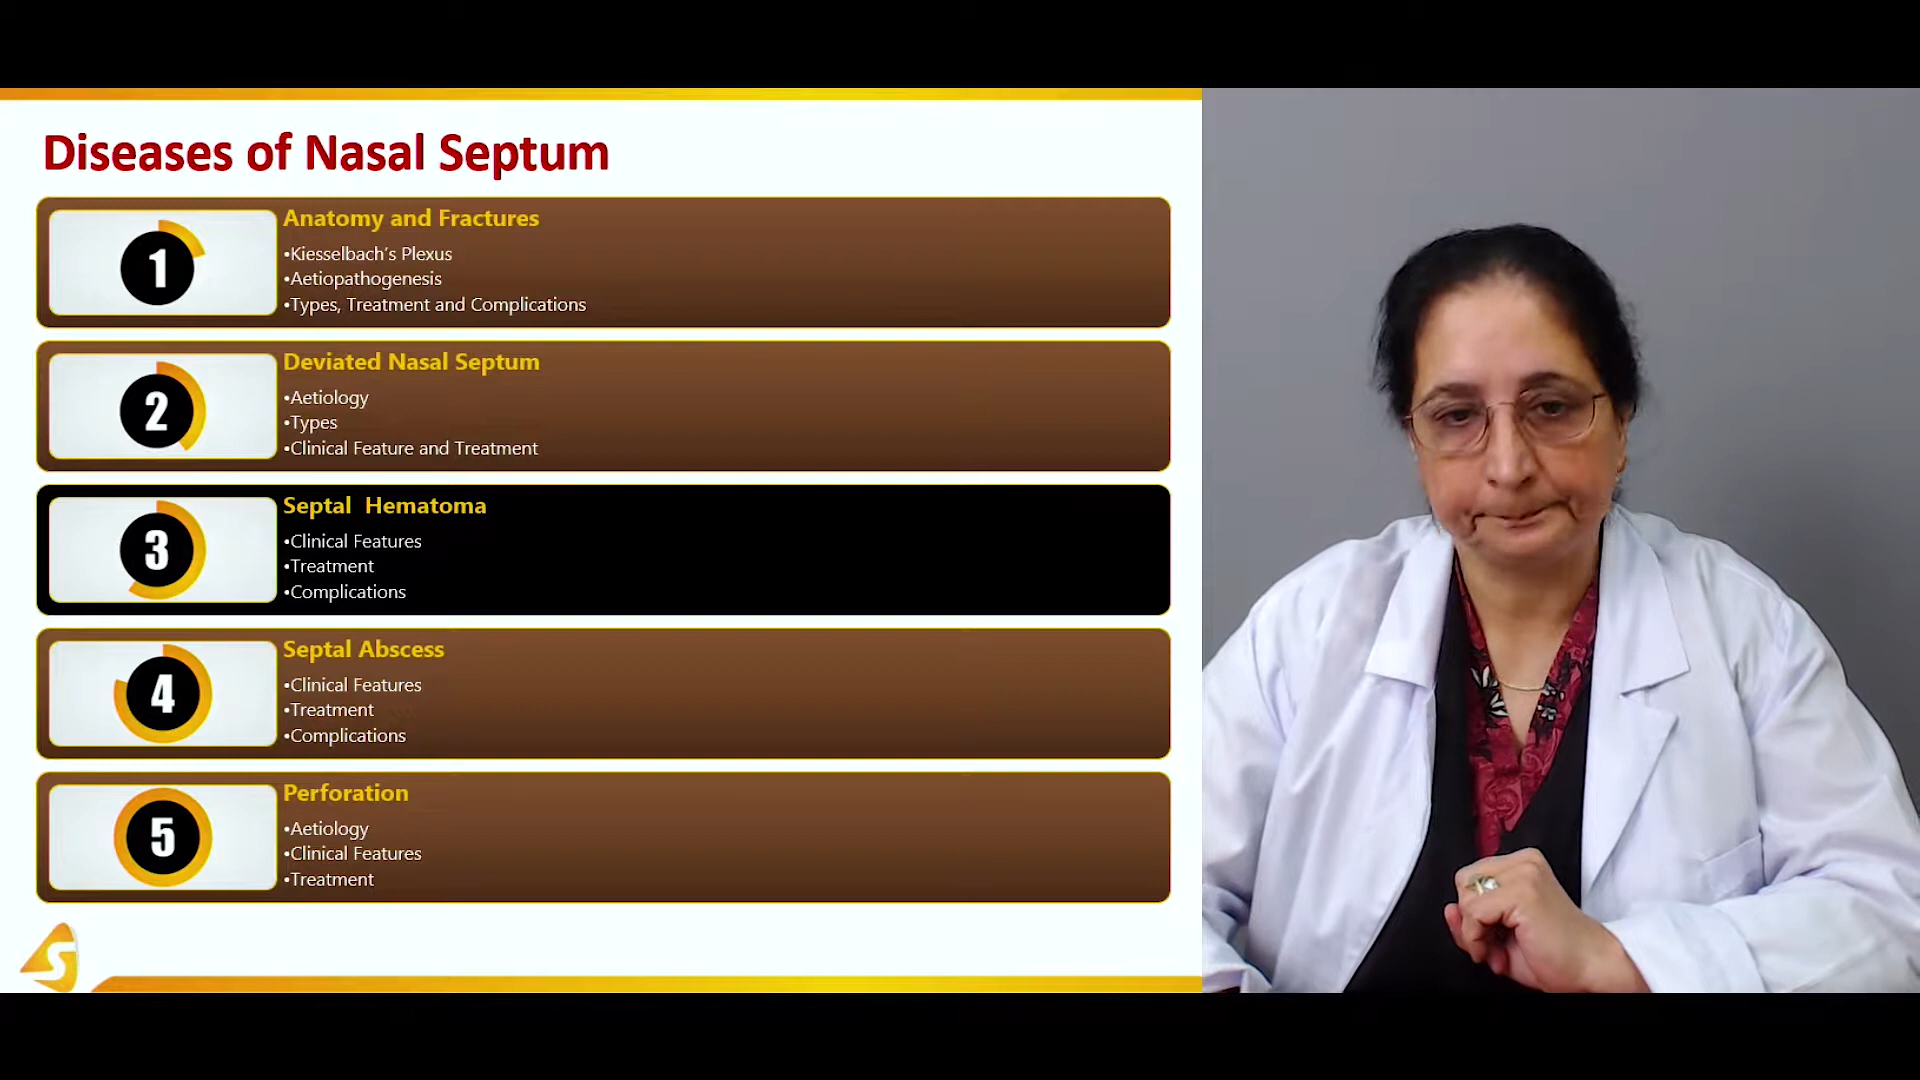 Diseases of Nasal Septum
1
Anatomy and Fractures
•Kiesselbach’s Plexus
•Aetiopathogenesis
•Types, Treatment and Complications
2
Deviated Nasal Septum
•Aetiology
•Types
•Clinical Feature and Treatment
3
Septal  Hematoma
•Clinical Features
•Treatment
•Complications
4
Septal Abscess
•Clinical Features
•Treatment
•Complications
5
Perforation
•Aetiology
•Clinical Features
•Treatment
S